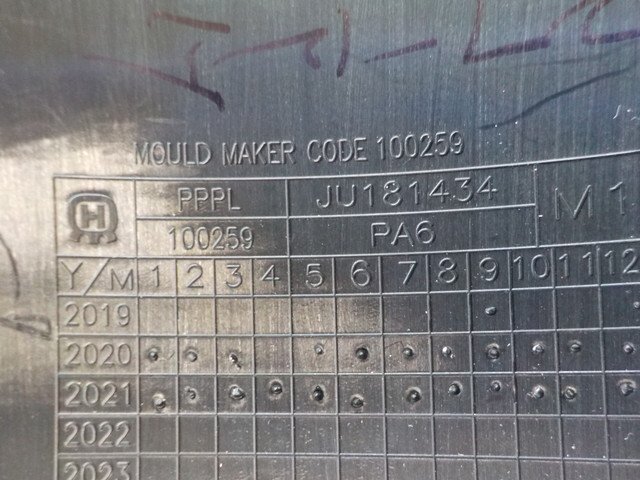 MOULD MAKER CODE 100259
H PPPL JU181434 M1
100259 PA6
Y/M 1 2 3 4 5 6 7 8 9 10 11 12
2019
2020
2021
2022
2023